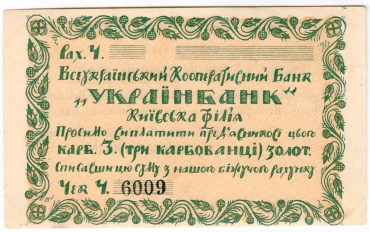 Рах. Ч.
Всеукраїнський Кооперативний Банк
„УКРАЇНБАНК“
Київська філія
Просимо виплатити пред'явникові цього
карб. 3. (три карбованці) золот.
списавши цю суму з нашого біжучого рахунку
Чек Ч. 6009